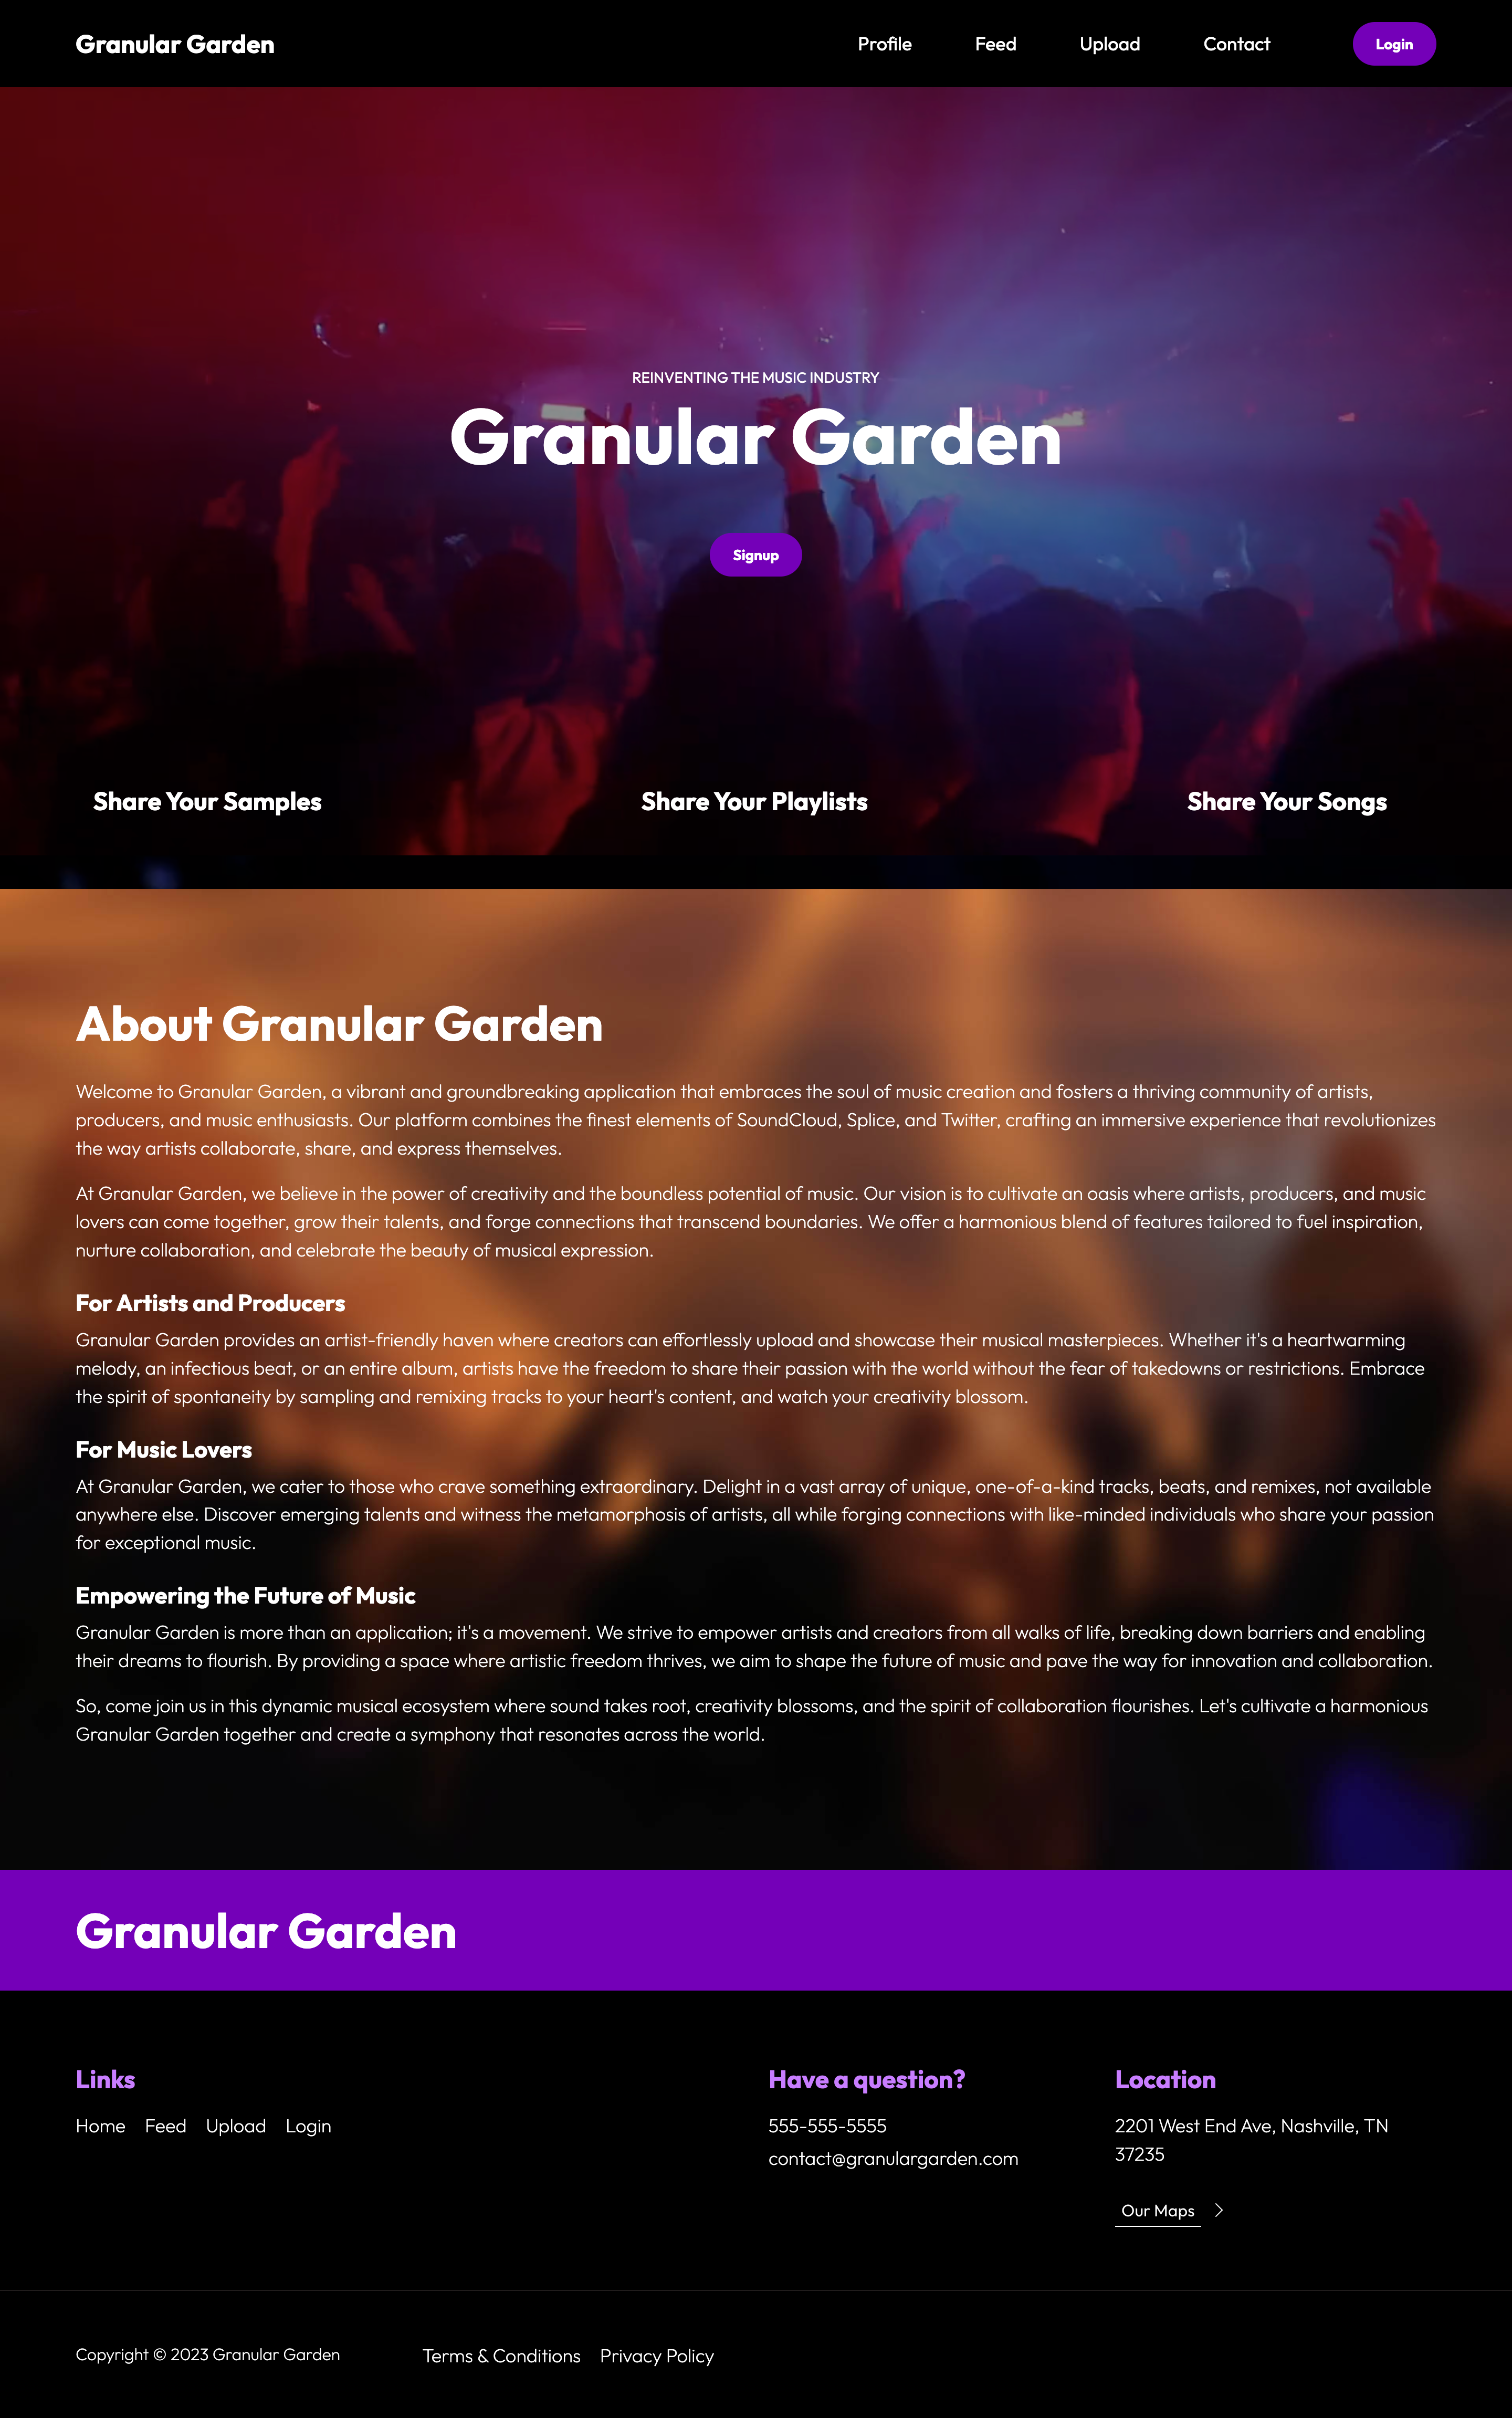 Granular Garden
Profile Feed Upload Contact Login
REINVENTING THE MUSIC INDUSTRY
Granular Garden
Signup
Share Your Samples
Share Your Playlists
Share Your Songs
About Granular Garden
Welcome to Granular Garden, a vibrant and groundbreaking application that embraces the soul of music creation and fosters a thriving community of artists,
producers, and music enthusiasts. Our platform combines the finest elements of SoundCloud, Splice, and Twitter, crafting an immersive experience that revolutionizes
the way artists collaborate, share, and express themselves.
At Granular Garden, we believe in the power of creativity and the boundless potential of music. Our vision is to cultivate an oasis where artists, producers, and music
lovers can come together, grow their talents, and forge connections that transcend boundaries. We offer a harmonious blend of features tailored to fuel inspiration,
nurture collaboration, and celebrate the beauty of musical expression.
For Artists and Producers
Granular Garden provides an artist-friendly haven where creators can effortlessly upload and showcase their musical masterpieces. Whether it's a heartwarming
melody, an infectious beat, or an entire album, artists have the freedom to share their passion with the world without the fear of takedowns or restrictions. Embrace
the spirit of spontaneity by sampling and remixing tracks to your heart's content, and watch your creativity blossom.
For Music Lovers
At Granular Garden, we cater to those who crave something extraordinary. Delight in a vast array of unique, one-of-a-kind tracks, beats, and remixes, not available
anywhere else. Discover emerging talents and witness the metamorphosis of artists, all while forging connections with like-minded individuals who share your passion
for exceptional music.
Empowering the Future of Music
Granular Garden is more than an application; it's a movement. We strive to empower artists and creators from all walks of life, breaking down barriers and enabling
their dreams to flourish. By providing a space where artistic freedom thrives, we aim to shape the future of music and pave the way for innovation and collaboration.
So, come join us in this dynamic musical ecosystem where sound takes root, creativity blossoms, and the spirit of collaboration flourishes. Let's cultivate a harmonious
Granular Garden together and create a symphony that resonates across the world.
Granular Garden
Links
Home Feed Upload Login
Have a question?
555-555-5555
contact@granulargarden.com
Location
2201 West End Ave, Nashville, TN
37235
Our Maps
Copyright © 2023 Granular Garden
Terms & Conditions Privacy Policy